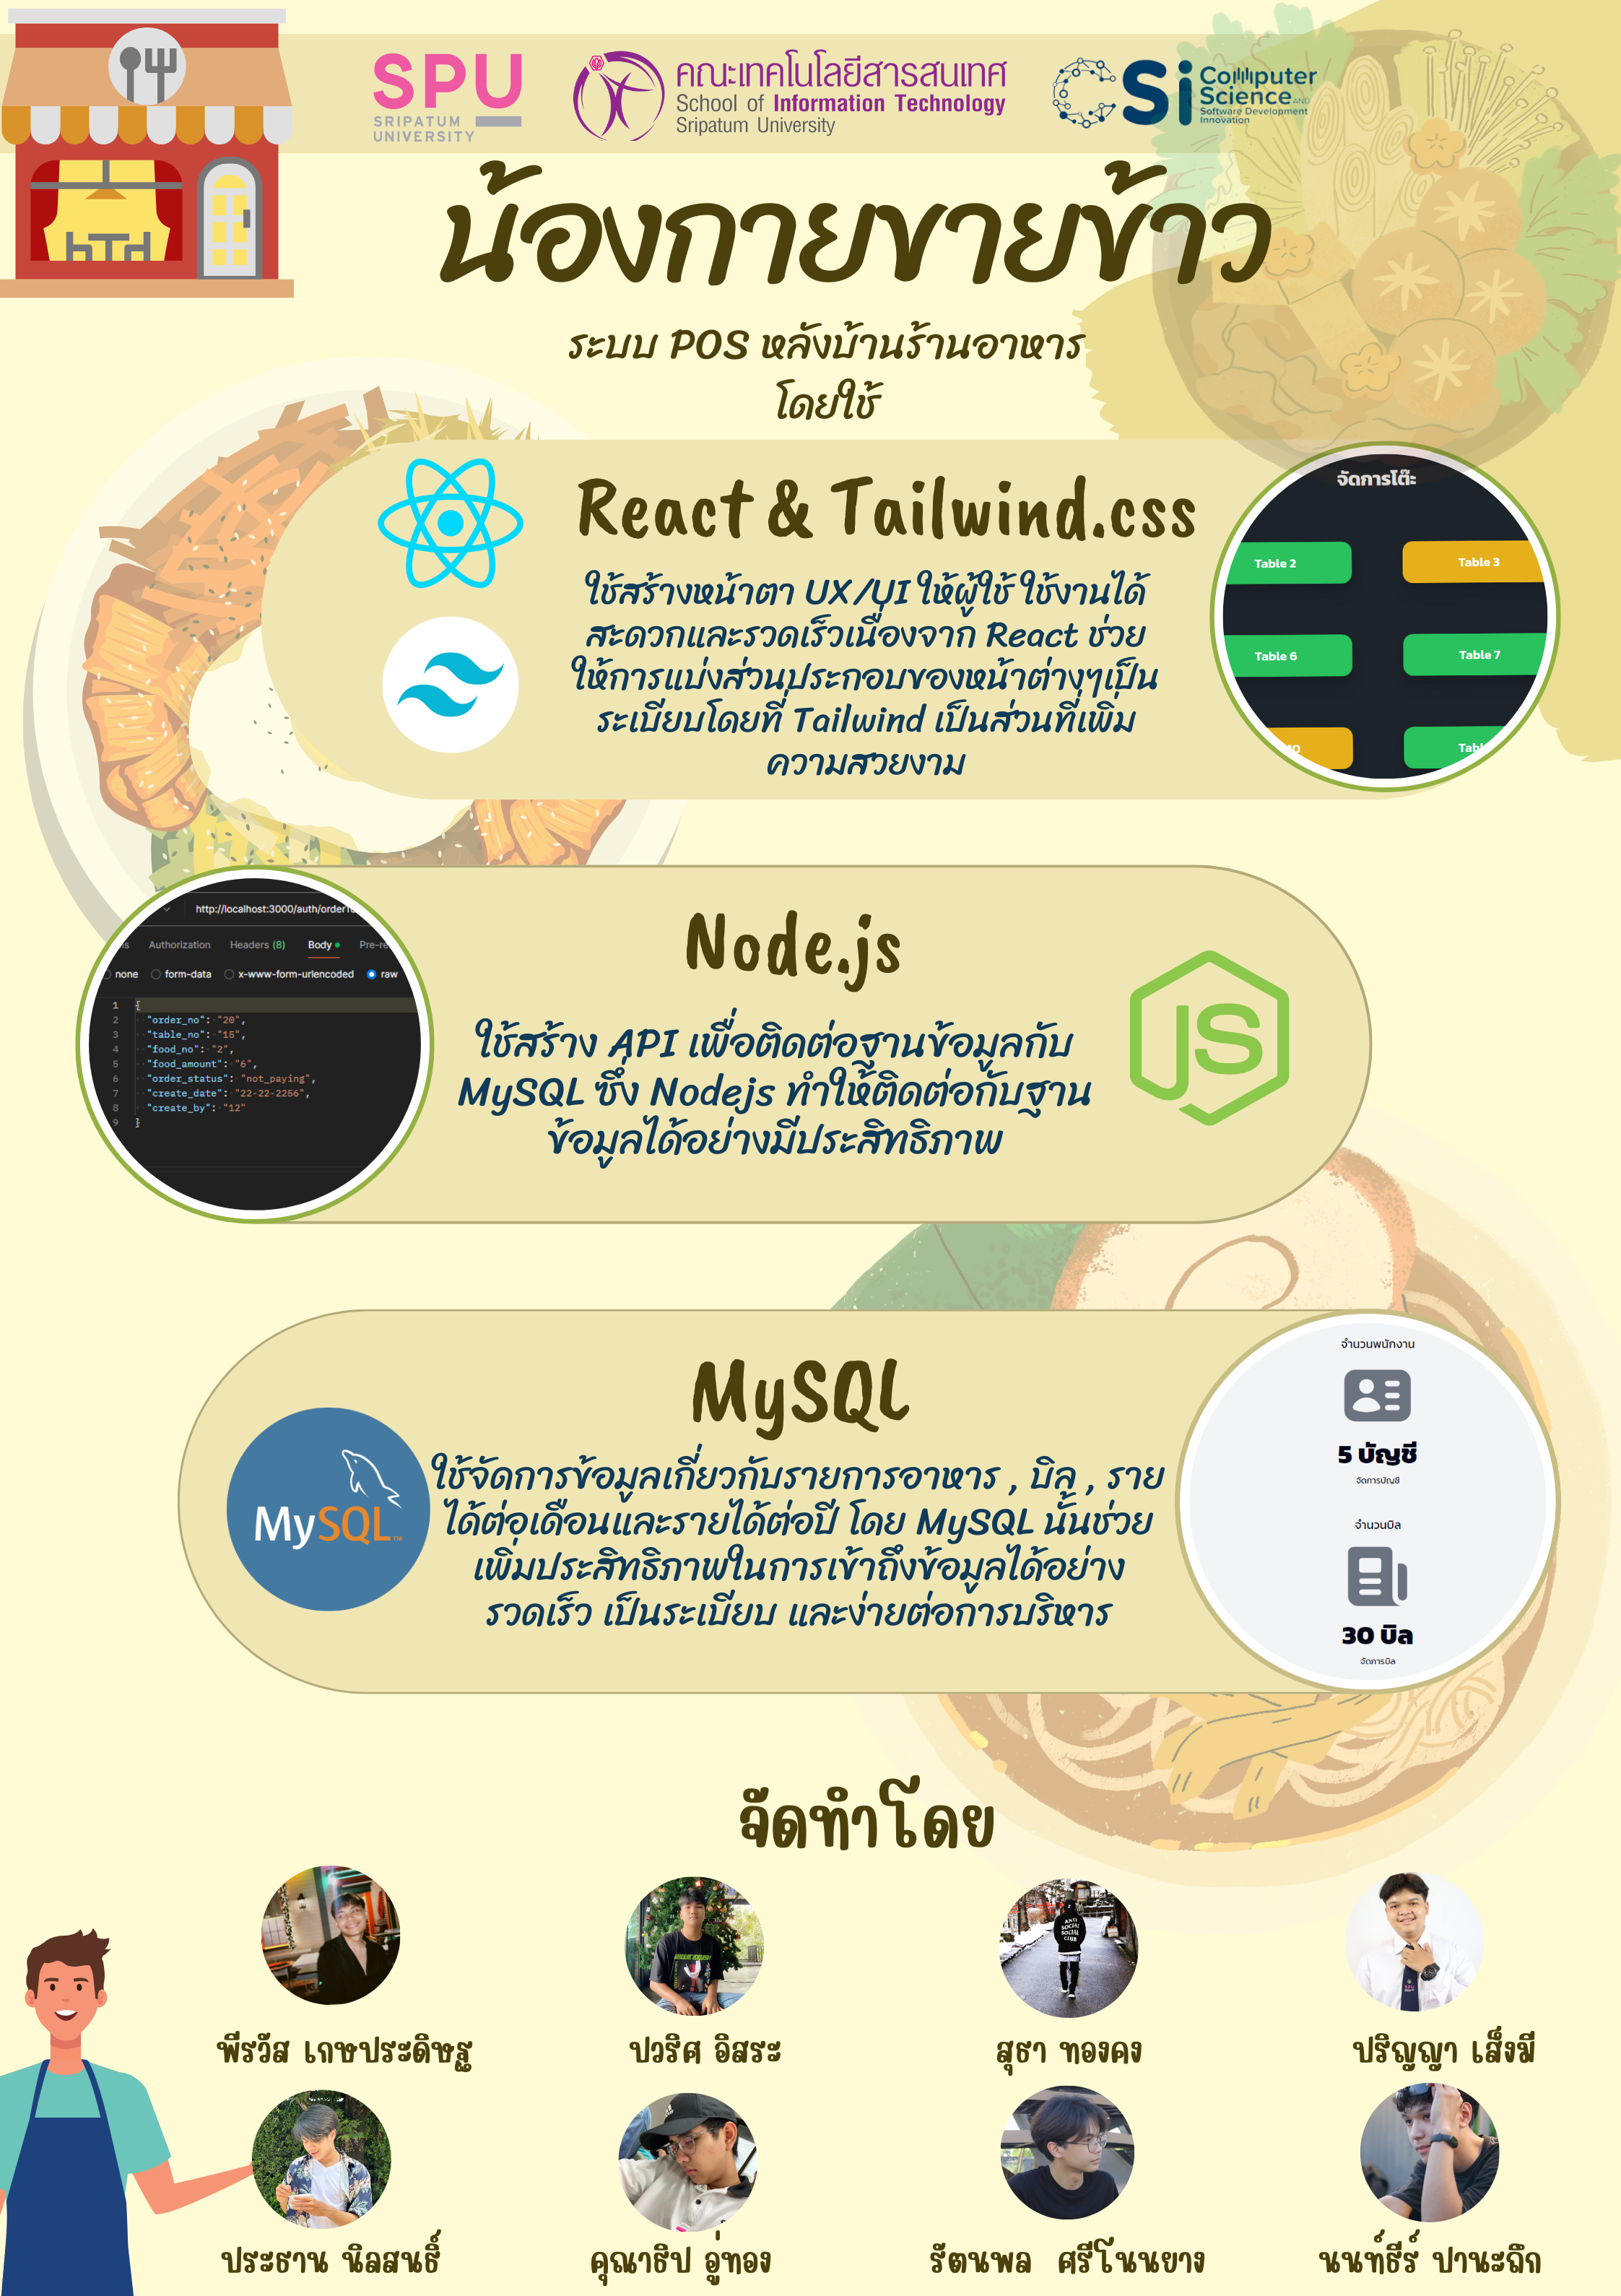 SPU
SRIPATUM
UNIVERSITY
คณะเทคโนโลยีสารสนเทศ
School of Information Technology
Sripatum University
CSi Computer
Science AND
Software Development
Innovation
น้องกายขายข้าว
ระบบ POS หลังบ้านร้านอาหาร
โดยใช้
React & Tailwind.css
ใช้สร้างหน้าตา UX/UI ให้ผู้ใช้ ใช้งานได้
สะดวกและรวดเร็วเนื่องจาก React ช่วย
ให้การแบ่งส่วนประกอบของหน้าต่างๆเป็น
ระเบียบโดยที่ Tailwind เป็นส่วนที่เพิ่ม
ความสวยงาม
จัดการโต๊ะ
Table 2
Table 3
Table 6
Table 7
http://localhost:3000/auth/order
Authorization Headers (8) Body Pre-re
none form-data x-www-form-urlencoded raw
1 {
2 "order_no": "20",
3 "table_no": "15",
4 "food_no": "2",
5 "food_amount": "6",
6 "order_status": "not_paying",
7 "create_date": "22-22-2256",
8 "create_by": "12"
9 }
Node.js
ใช้สร้าง API เพื่อติดต่อฐานข้อมูลกับ
MySQL ซึ่ง Nodejs ทำให้ติดต่อกับฐาน
ข้อมูลได้อย่างมีประสิทธิภาพ
JS
MySQL
MySQL™
ใช้จัดการข้อมูลเกี่ยวกับรายการอาหาร , บิล , ราย
ได้ต่อเดือนและรายได้ต่อปี โดย MySQL นั้นช่วย
เพิ่มประสิทธิภาพในการเข้าถึงข้อมูลได้อย่าง
รวดเร็ว เป็นระเบียบ และง่ายต่อการบริหาร
จำนวนพนักงาน
5 บัญชี
จัดการบัญชี
จำนวนบิล
30 บิล
จัดการบิล
จัดทำโดย
ANTI
SOCIAL
SOCIAL
CLUB
พีรวัส เกษประดิษฐ
ปวริศ อิสระ
สุธา ทองคง
ปริญญา เส็งมี
ประธาน นิลสนธิ์
คุณาธิป อู่ทอง
รัตนพล ศรีโนนยาง
นนท์ธีร์ ปานะถึก